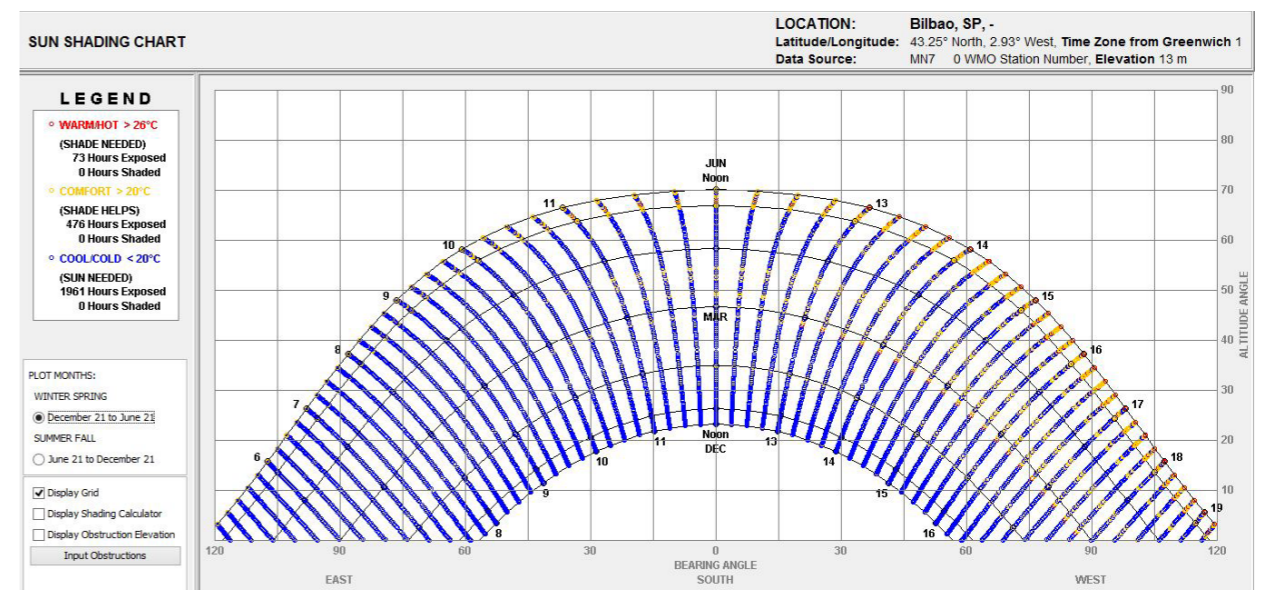 SUN SHADING CHART
LOCATION: Bilbao, SP, -
Latitude/Longitude: 43.25° North, 2.93° West, Time Zone from Greenwich 1
Data Source: MN7 0 WMO Station Number, Elevation 13 m
LEGEND
WARM/HOT > 26°C
(SHADE NEEDED)
73 Hours Exposed
0 Hours Shaded
COMFORT > 20°C
(SHADE HELPS)
476 Hours Exposed
0 Hours Shaded
COOL/COLD < 20°C
(SUN NEEDED)
1961 Hours Exposed
0 Hours Shaded
PLOT MONTHS:
WINTER SPRING
December 21 to June 21
SUMMER FALL
June 21 to December 21
Display Grid
Display Shading Calculator
Display Obstruction Elevation
Input Obstructions
90
80
70
60
50
40
30
20
10
ALTITUDE ANGLE
JUN
Noon
11
13
10
14
9
15
8
16
7
17
6
18
19
MAR
Noon
DEC
11
13
10
14
9
15
8
16
120 90 60 30 0 30 60 90 120
BEARING ANGLE
EAST SOUTH WEST